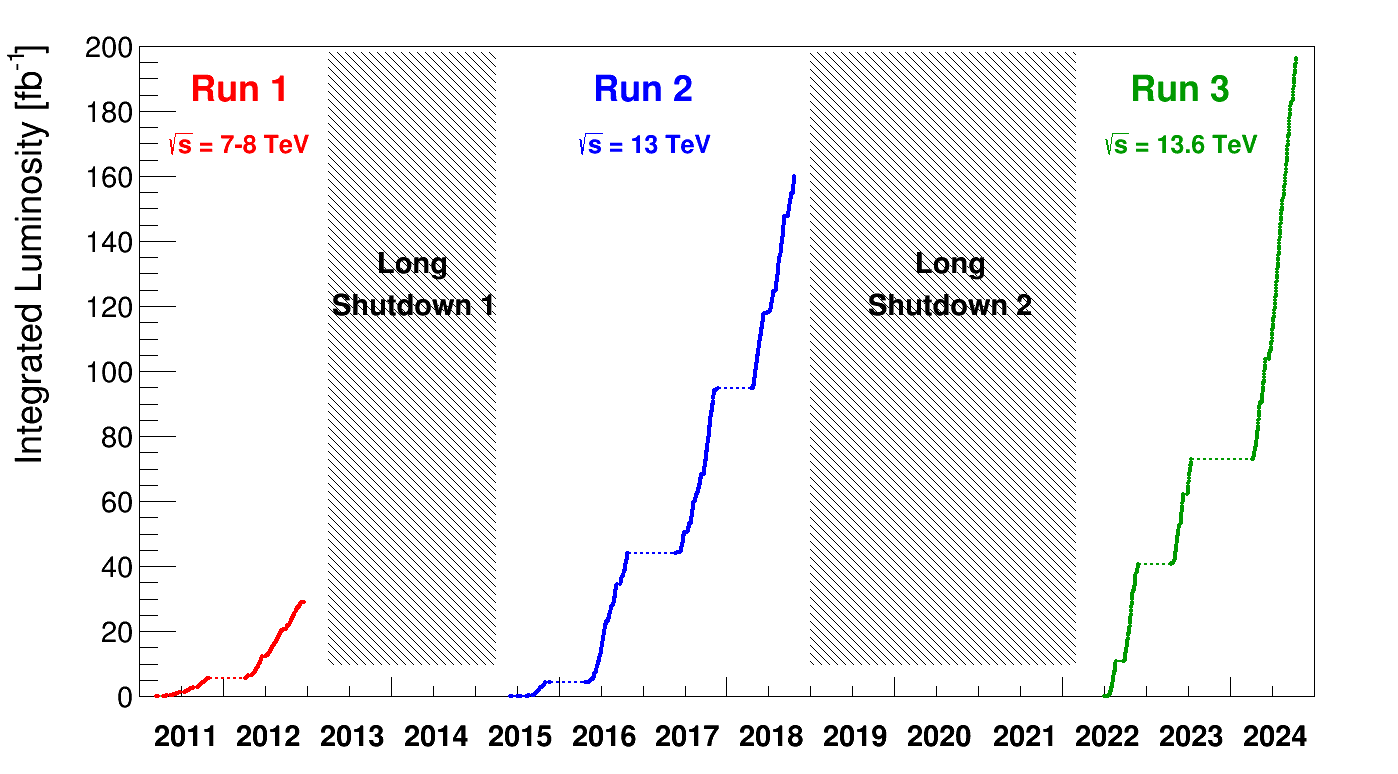 Integrated Luminosity [fb⁻¹]
200
180
160
140
120
100
80
60
40
20
0
Run 1
√s = 7-8 TeV
Long
Shutdown 1
Run 2
√s = 13 TeV
Long
Shutdown 2
Run 3
√s = 13.6 TeV
2011 2012 2013 2014 2015 2016 2017 2018 2019 2020 2021 2022 2023 2024